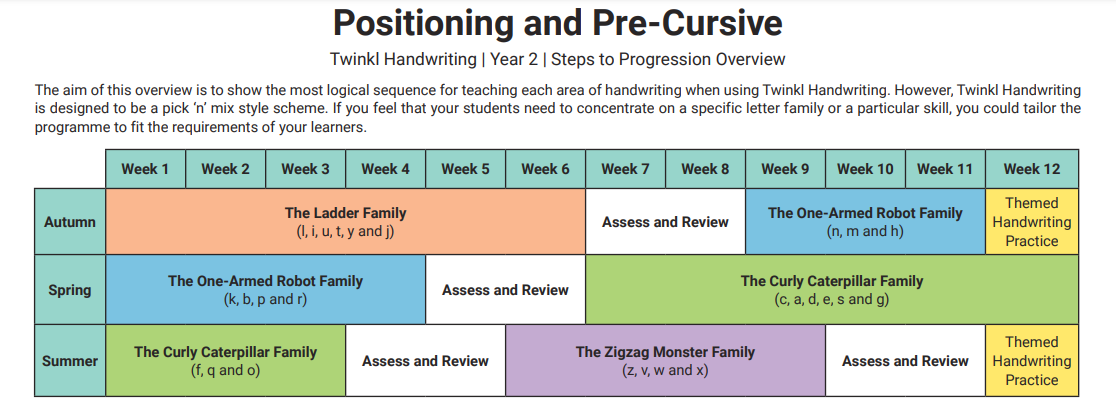 Positioning and Pre-Cursive
Twinkl Handwriting | Year 2 | Steps to Progression Overview
The aim of this overview is to show the most logical sequence for teaching each area of handwriting when using Twinkl Handwriting. However, Twinkl Handwriting
is designed to be a pick ‘n’ mix style scheme. If you feel that your students need to concentrate on a specific letter family or a particular skill, you could tailor the
programme to fit the requirements of your learners.
Week 1 Week 2 Week 3 Week 4 Week 5 Week 6 Week 7 Week 8 Week 9 Week 10 Week 11 Week 12
Autumn
The Ladder Family
(l, i, u, t, y and j)
Assess and Review
The One-Armed Robot Family
(n, m and h)
Themed
Handwriting
Practice
Spring
The One-Armed Robot Family
(k, b, p and r)
Assess and Review
The Curly Caterpillar Family
(c, a, d, e, s and g)
Summer
The Curly Caterpillar Family
(f, q and o)
Assess and Review
The Zigzag Monster Family
(z, v, w and x)
Assess and Review
Themed
Handwriting
Practice